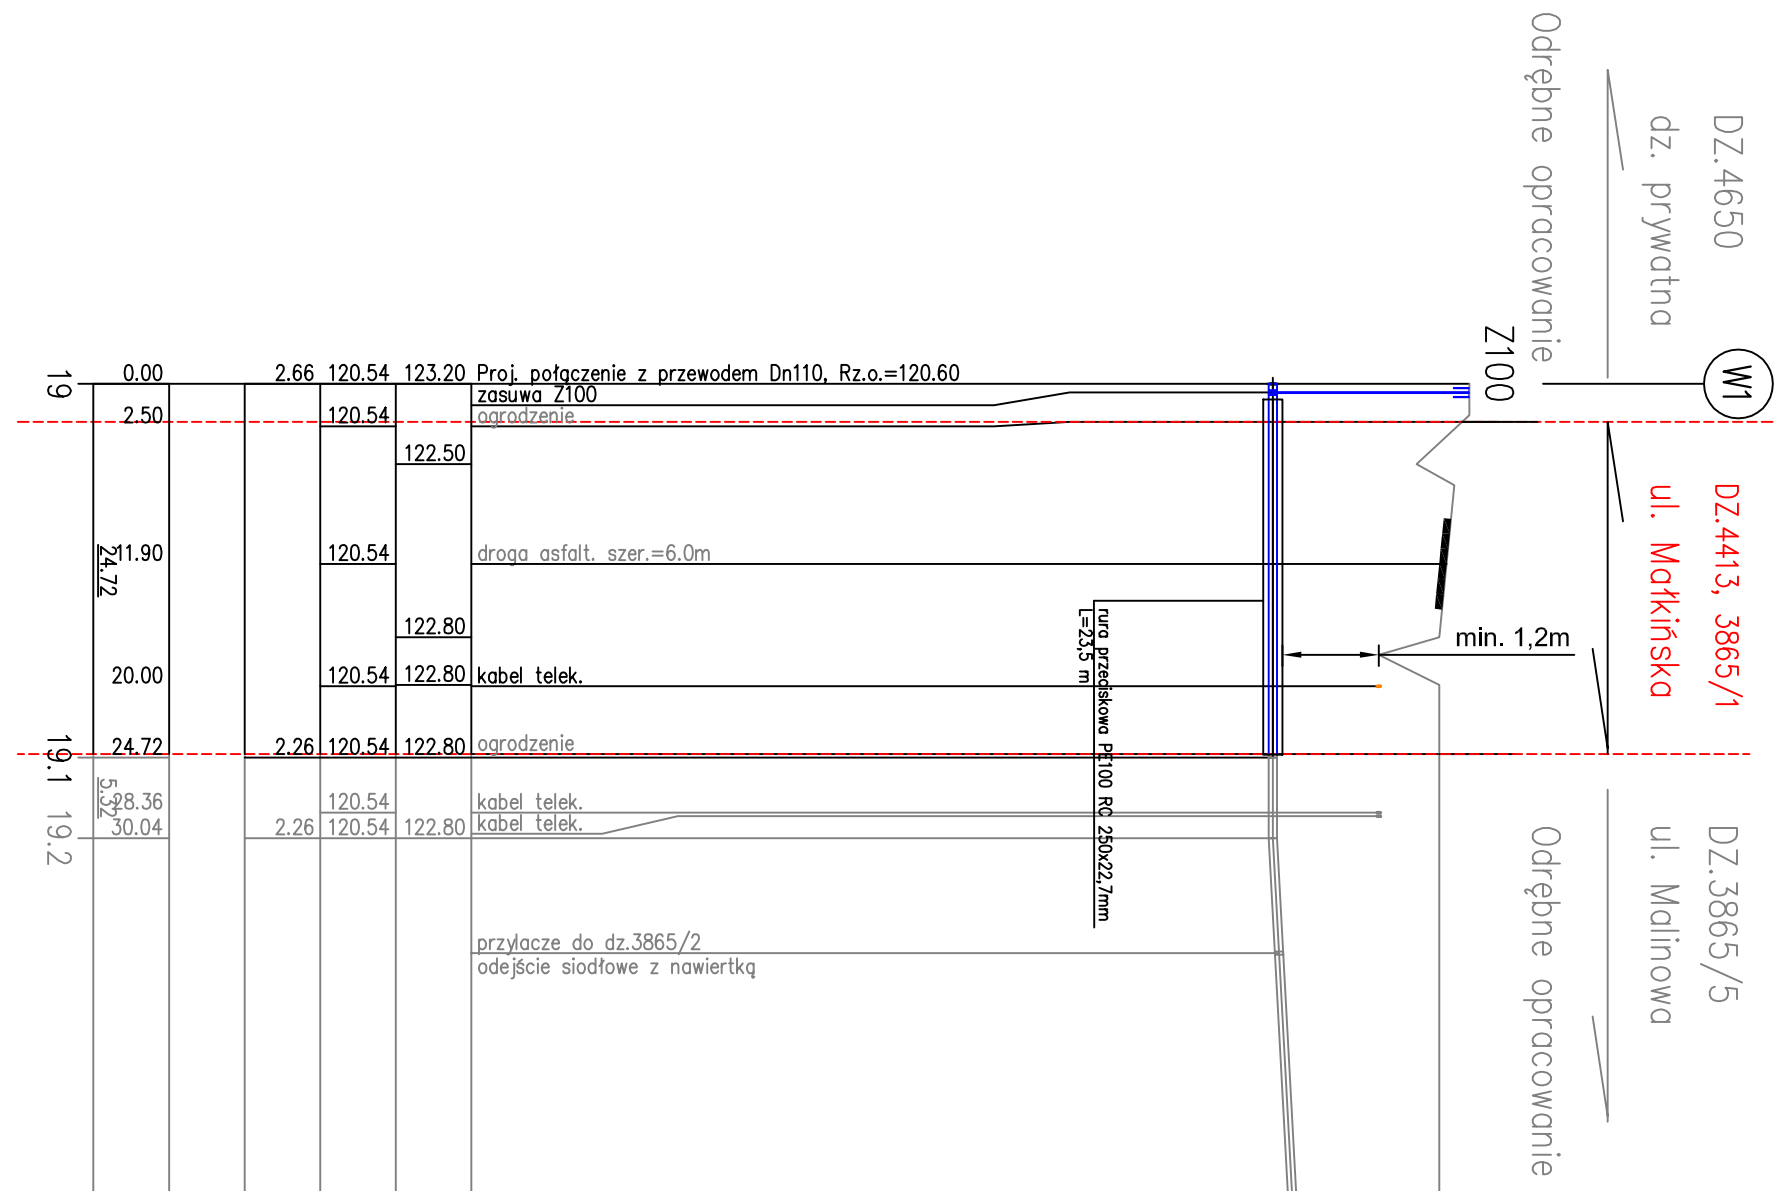 DZ.4650
dz. prywatna
Odrębne opracowanie
W1
Z100
DZ.4413, 3865/1
ul. Małkińska
min. 1,2m
DZ.3865/5
ul. Malinowa
Odrębne opracowanie
19
0.00 2.66 120.54 123.20 Proj. połączenie z przewodem Dn110, Rz.o.=120.60
zasuwa Z100
2.50 120.54 ogrodzenie
122.50
24.72
11.90 120.54 droga asfalt. szer.=6.0m
122.80
rura przeciskowa PE100 RC 250x22,7mm
L=23,5 m
20.00 120.54 122.80 kabel telek.
19.1
24.72 2.26 120.54 122.80 ogrodzenie
5.32
28.36 120.54 kabel telek.
kabel telek.
19.2
30.04 2.26 120.54 122.80
przylacze do dz.3865/2
odejście siodłowe z nawiertką